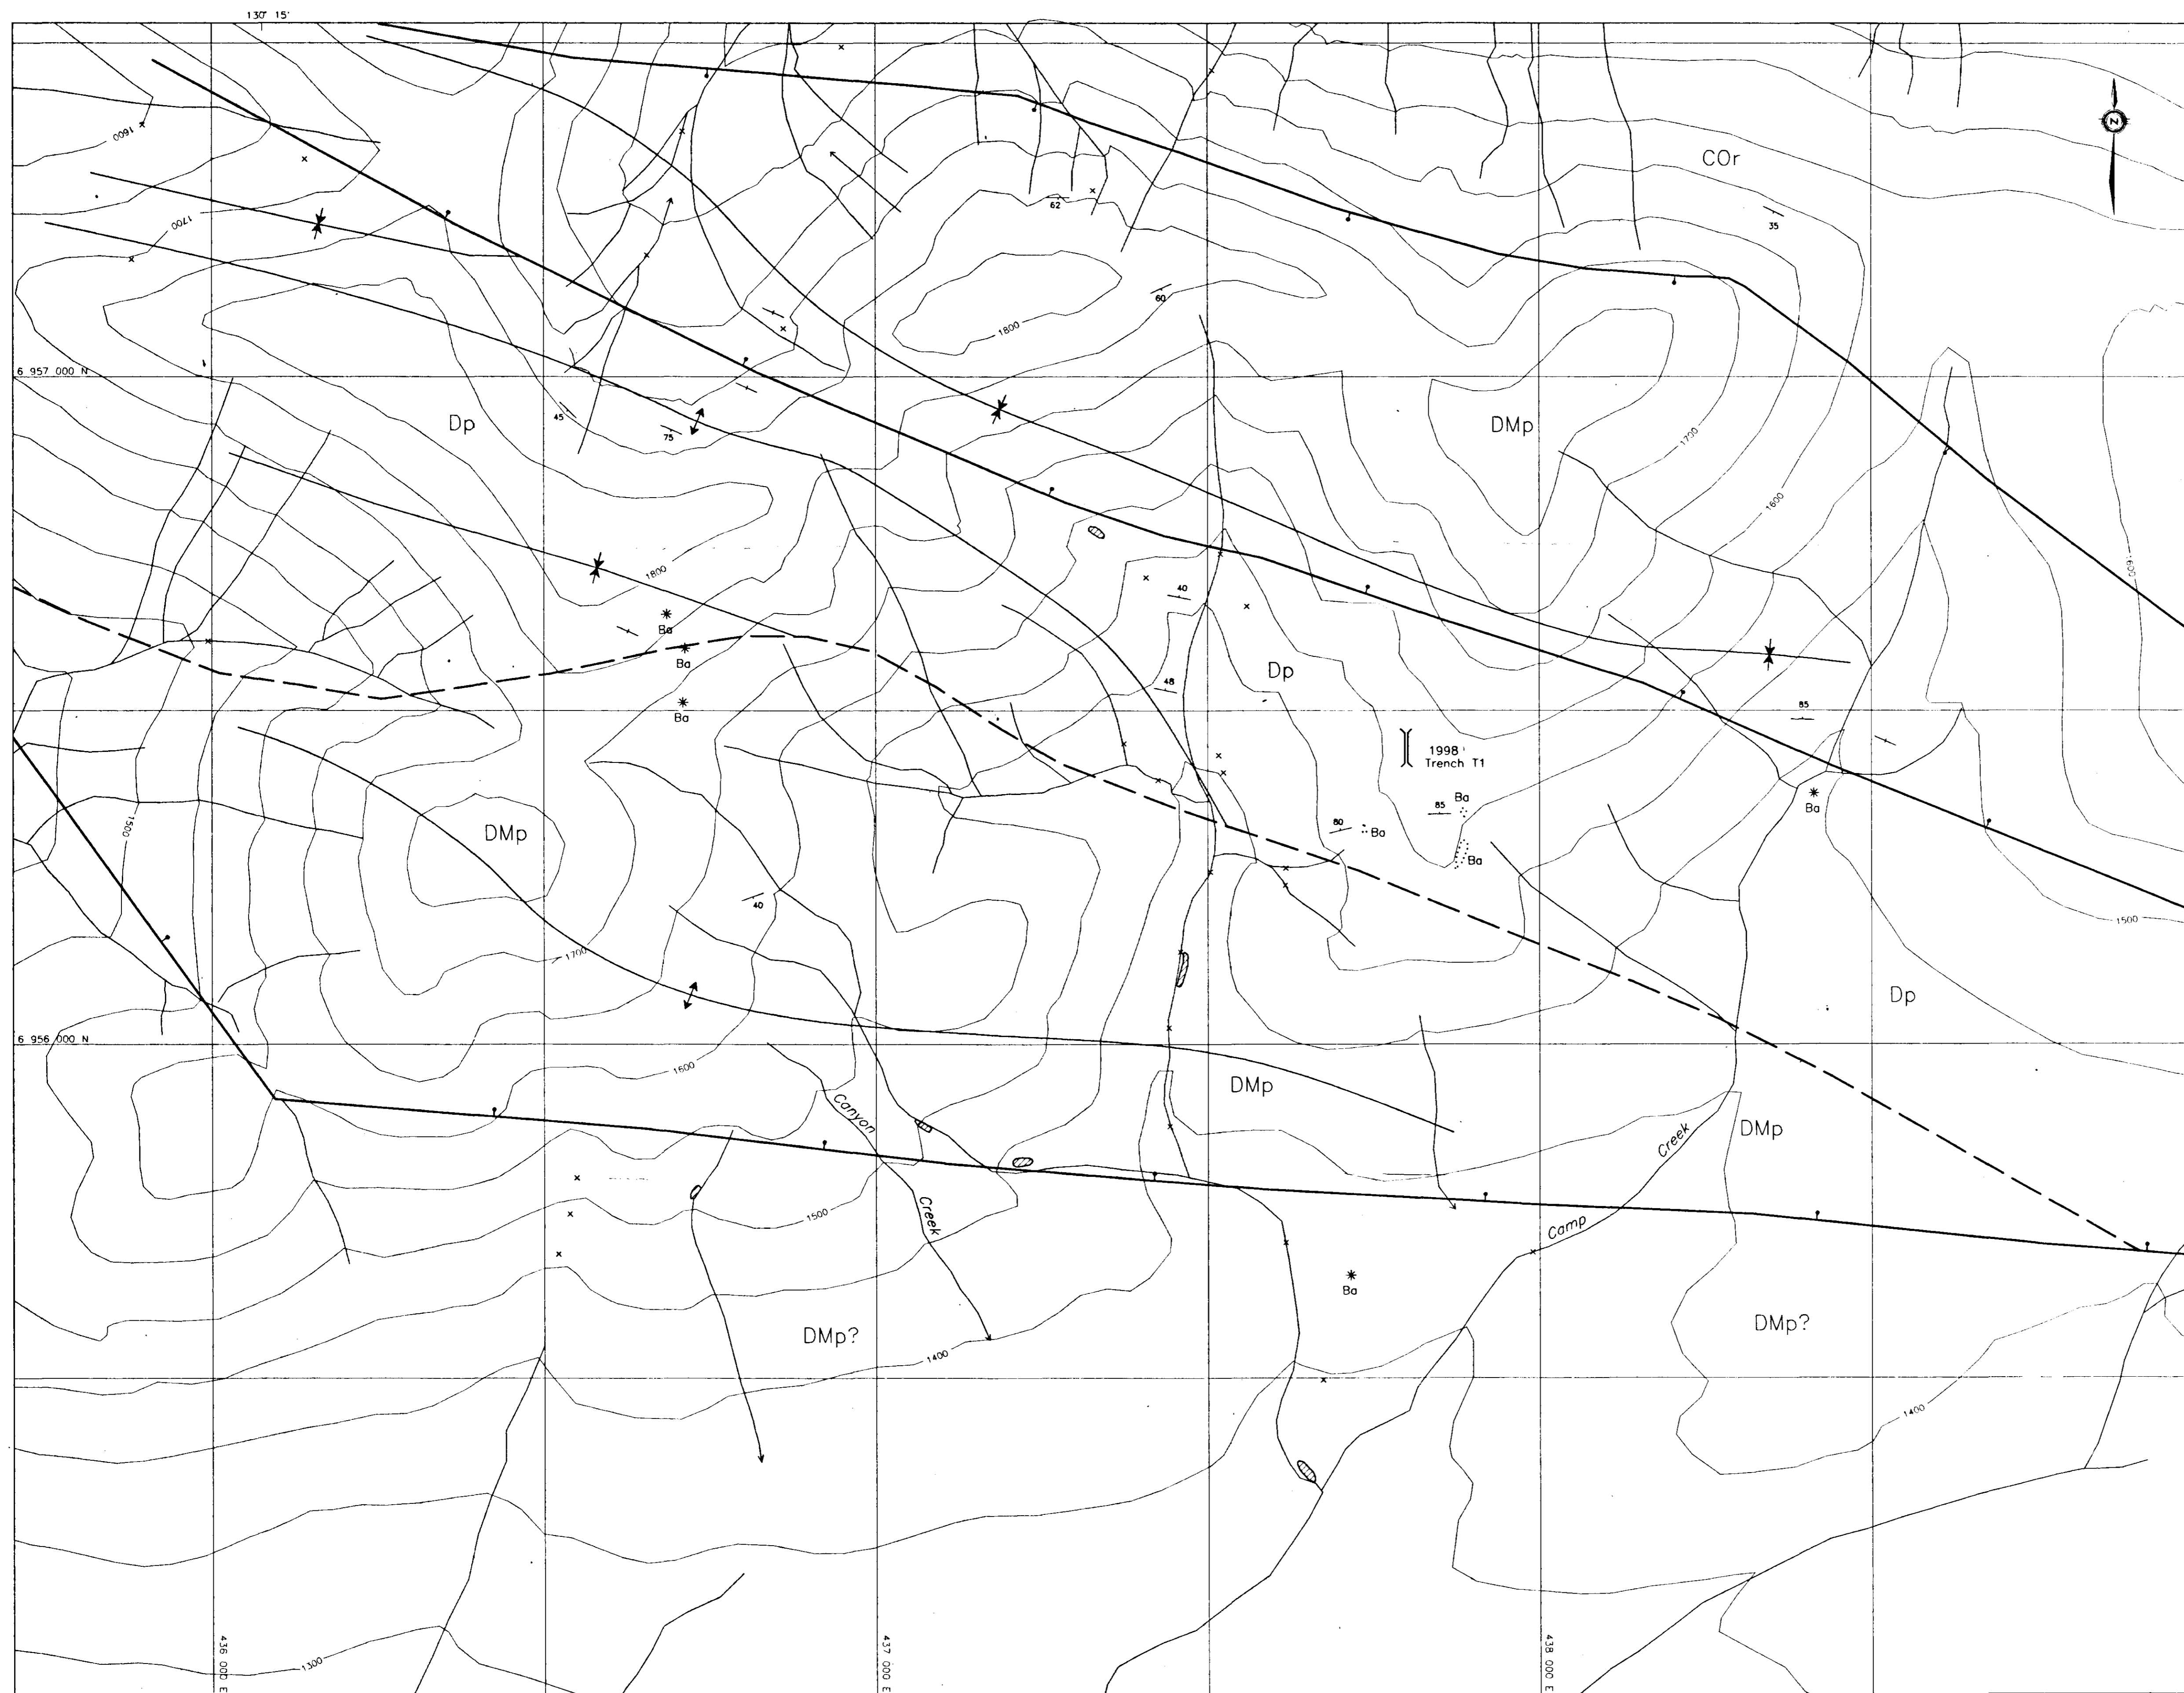 130° 15'
N
1600
COr
1700
62
35
60
1800
6 957 000 N
Dp
45
75
DMp
1700
1600
1800
1600
40
Ba
Ba
48
Dp
Ba
85
1998
Trench T1
Ba
Ba
85
80
Ba
1500
DMp
Ba
40
1500
1700
Dp
6 956 000 N
1600
DMp
Canyon
Creek
DMp
Creek
1500
Camp
Ba
DMp?
DMp?
1400
1400
436 000 E
437 000 E
438 000 E
1300